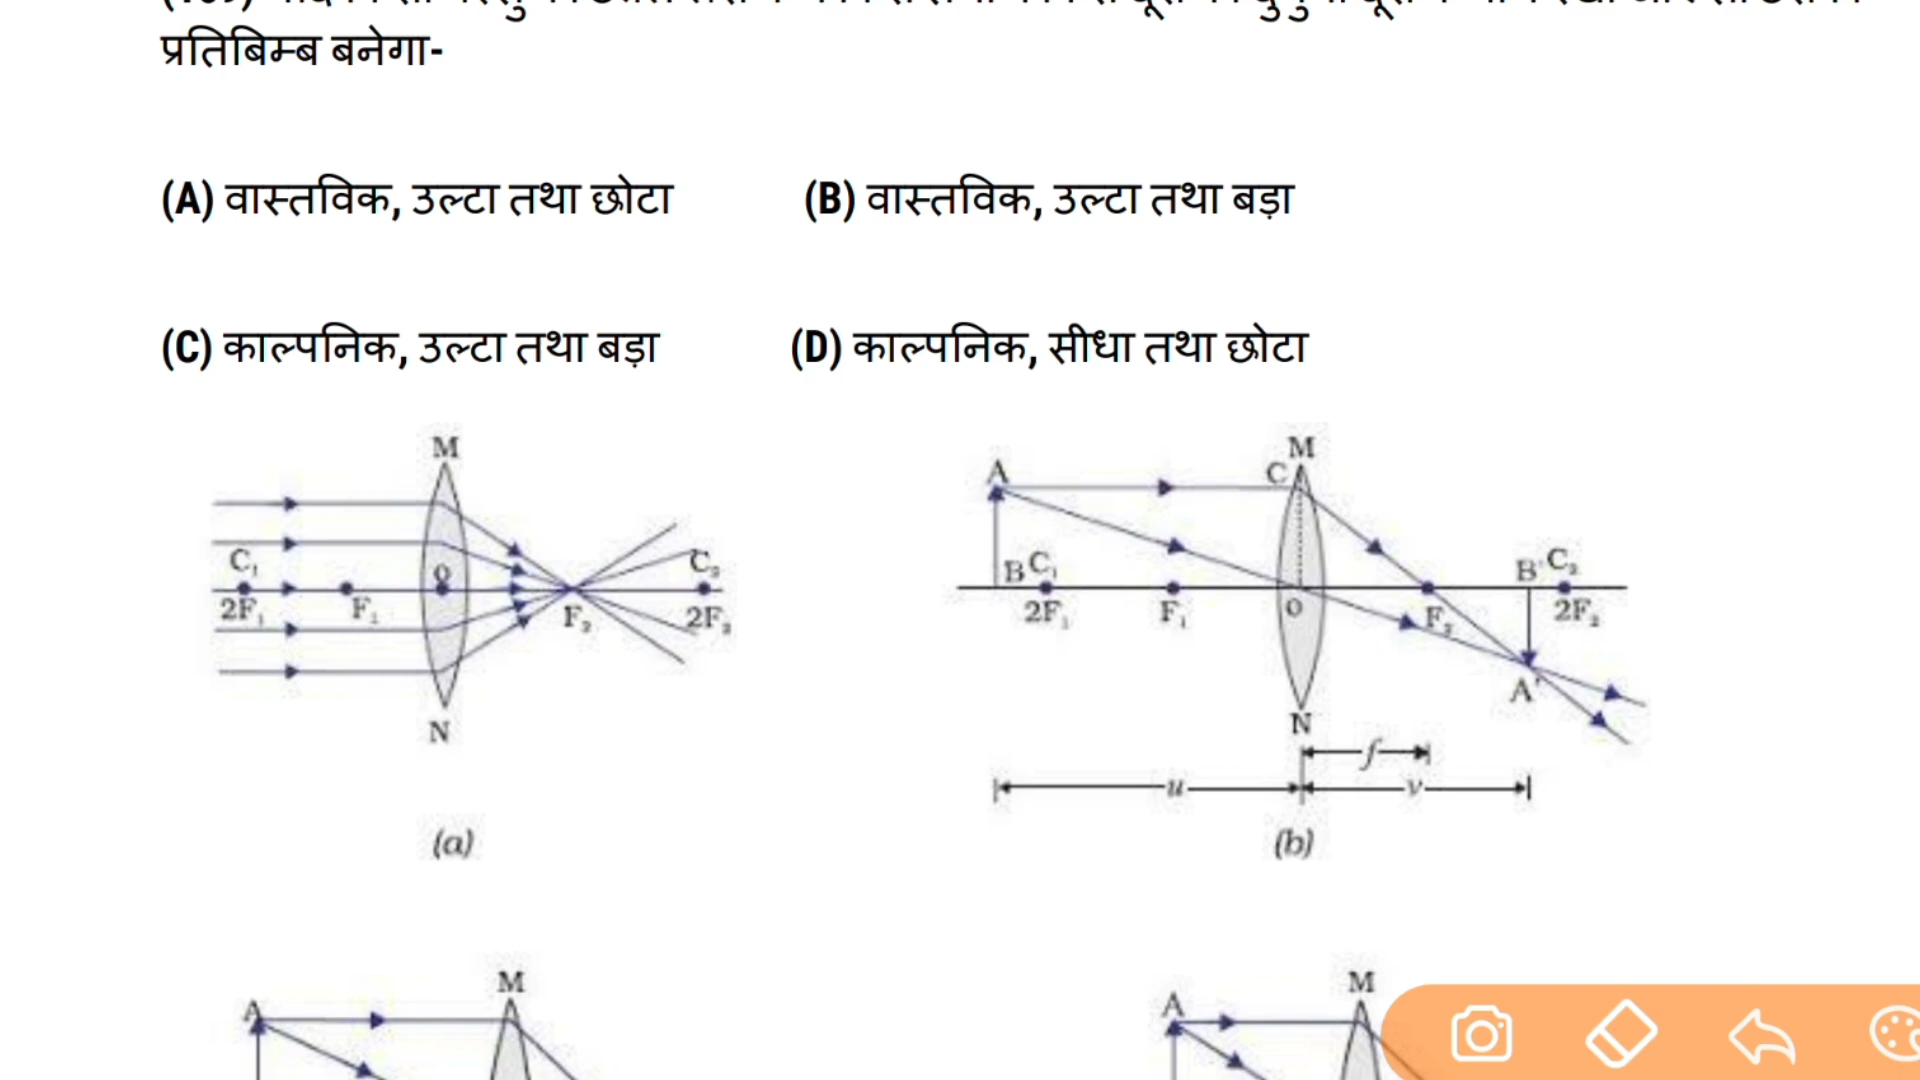 प्रतिबिम्ब बनेगा-
(A) वास्तविक, उल्टा तथा छोटा (B) वास्तविक, उल्टा तथा बड़ा
(C) काल्पनिक, उल्टा तथा बड़ा (D) काल्पनिक, सीधा तथा छोटा
M
C₁ O C₂
2F₁ F₁ F₂ 2F₂
N
(a)
M
A C
B C₁ B' C₂
2F₁ F₁ O F₂ 2F₂
A'
N
f
u v
(b)
A M
A M